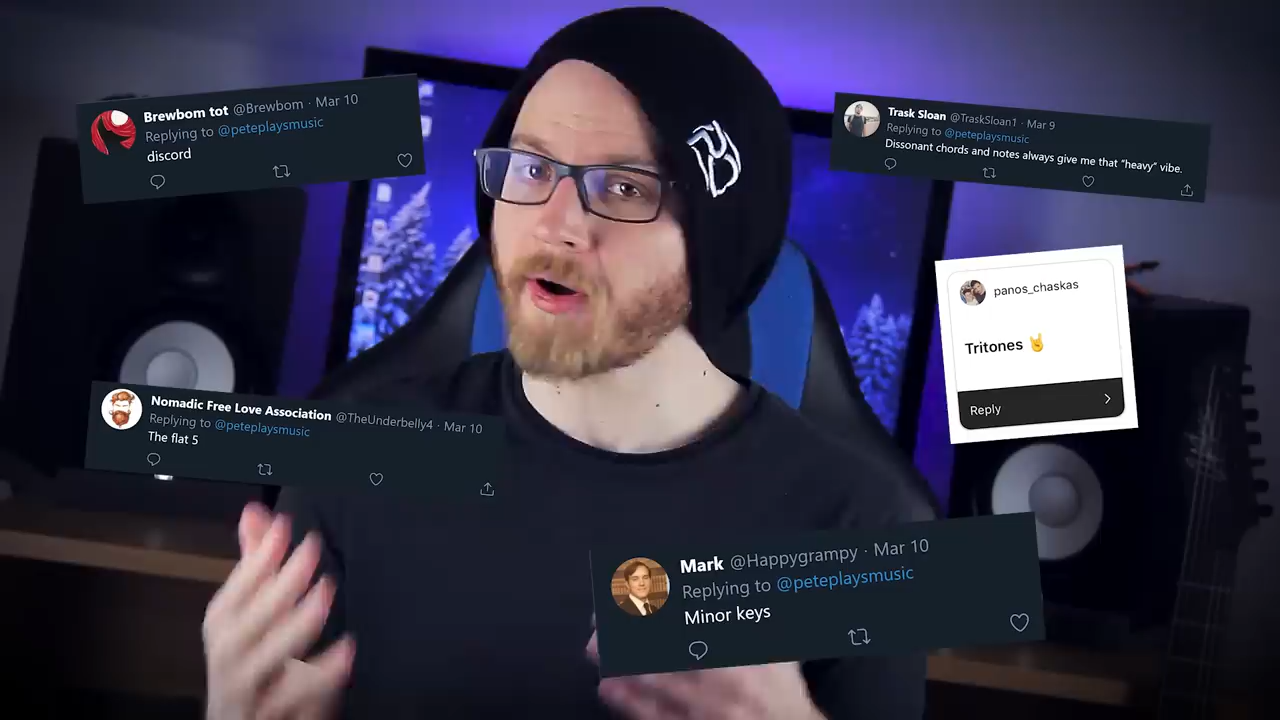 Brewbom tot @Brewbom · Mar 10
Replying to @peteplaysmusic
discord
Trask Sloan @TraskSloan1 · Mar 9
Replying to @peteplaysmusic
Dissonant chords and notes always give me that “heavy” vibe.
panos_chaskas
Tritones 🤘
Reply
Nomadic Free Love Association @TheUnderbelly4 · Mar 10
Replying to @peteplaysmusic
The flat 5
Mark @Happygrampy · Mar 10
Replying to @peteplaysmusic
Minor keys